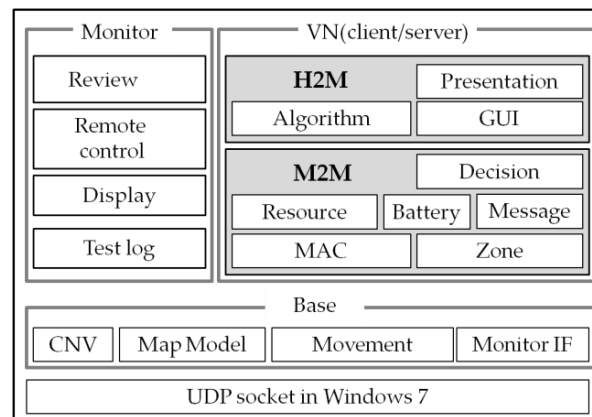 Monitor
Review
Remote
control
Display
Test log
VN(client/server)
H2M
Presentation
Algorithm
GUI
M2M
Decision
Resource
Battery
Message
MAC
Zone
Base
CNV
Map Model
Movement
Monitor IF
UDP socket in Windows 7